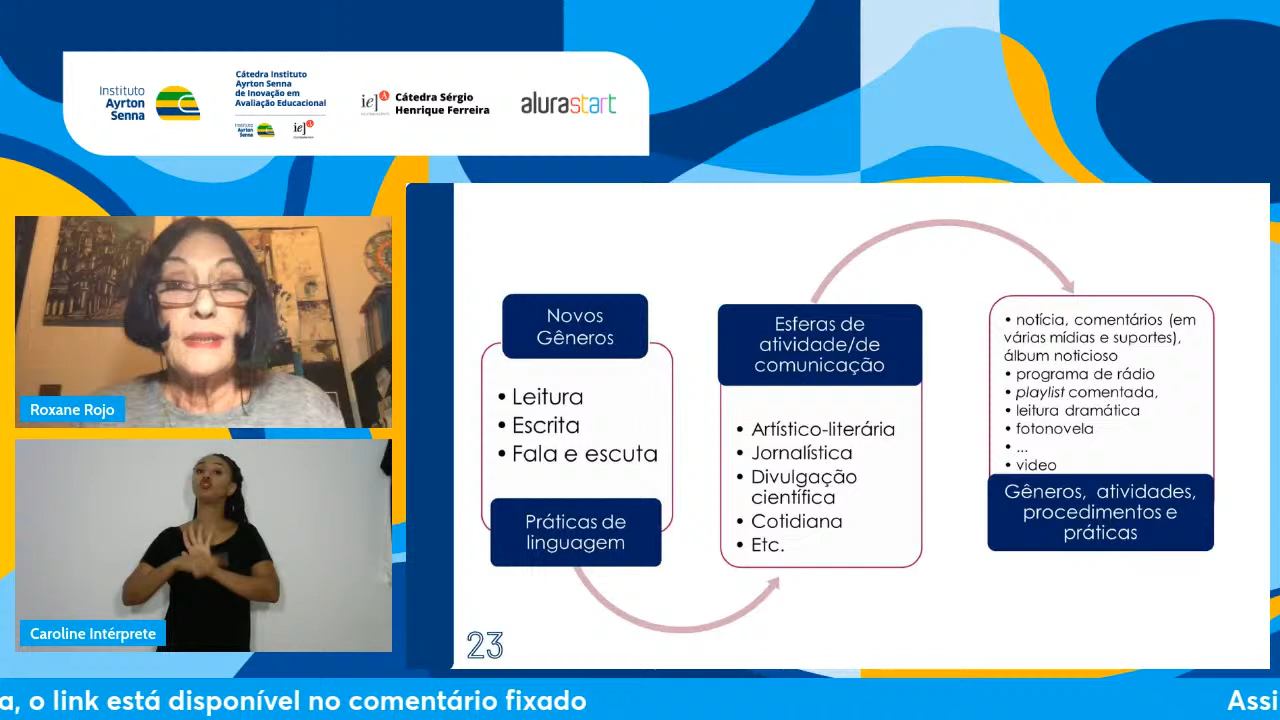 Instituto
Ayrton
Senna
Cátedra Instituto
Ayrton Senna
de Inovação em
Avaliação Educacional
Cátedra Sérgio
Henrique Ferreira
alurastart
Roxane Rojo
Caroline Intérprete
Novos
Gêneros
• Leitura
• Escrita
• Fala e escuta
Práticas de
linguagem
Esferas de
atividade/de
comunicação
• Artístico-literária
• Jornalística
• Divulgação
científica
• Cotidiana
• Etc.
• notícia, comentários (em
várias mídias e suportes),
álbum noticioso
• programa de rádio
• playlist comentada,
• leitura dramática
• fotonovela
• ...
• video
Gêneros, atividades,
procedimentos e
práticas
23
a, o link está disponível no comentário fixado
Assi